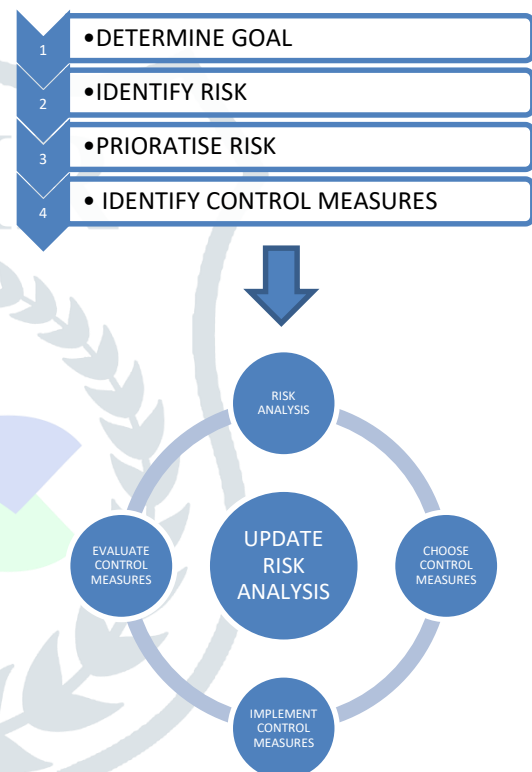 1 •DETERMINE GOAL
2 •IDENTIFY RISK
3 •PRIORATISE RISK
4 • IDENTIFY CONTROL MEASURES
RISK
ANALYSIS
EVALUATE
CONTROL
MEASURES
UPDATE
RISK
ANALYSIS
CHOOSE
CONTROL
MEASURES
IMPLEMENT
CONTROL
MEASURES